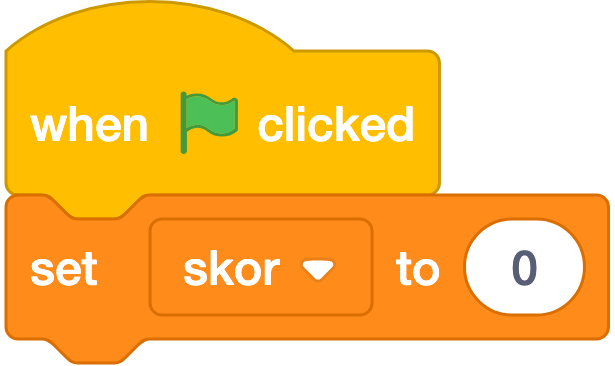 when clicked
set skor to 0